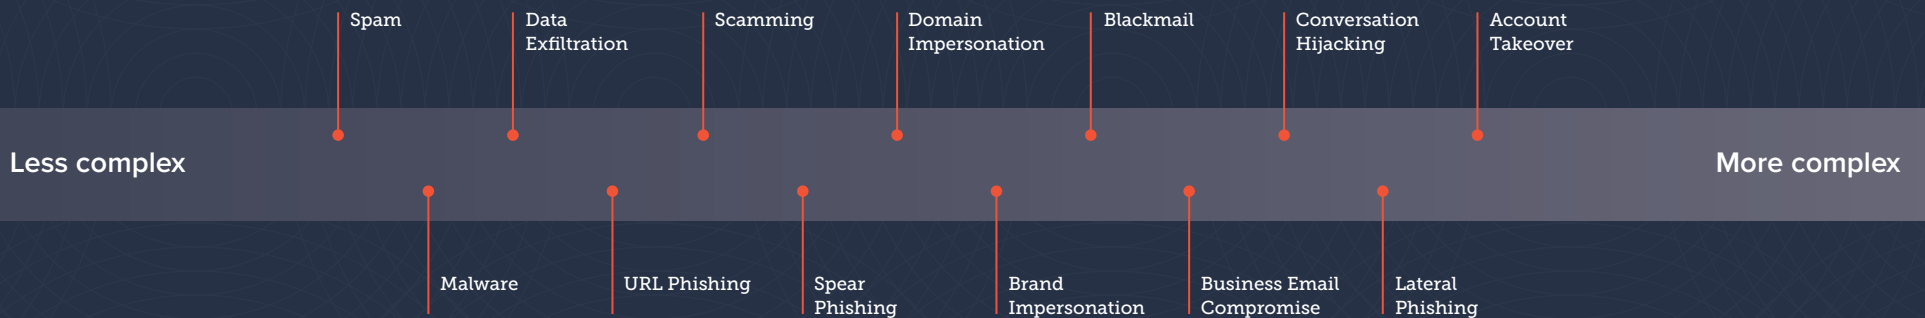 Spam
Data
Exfiltration
Scamming
Domain
Impersonation
Blackmail
Conversation
Hijacking
Account
Takeover
Less complex
More complex
Malware
URL Phishing
Spear
Phishing
Brand
Impersonation
Business Email
Compromise
Lateral
Phishing